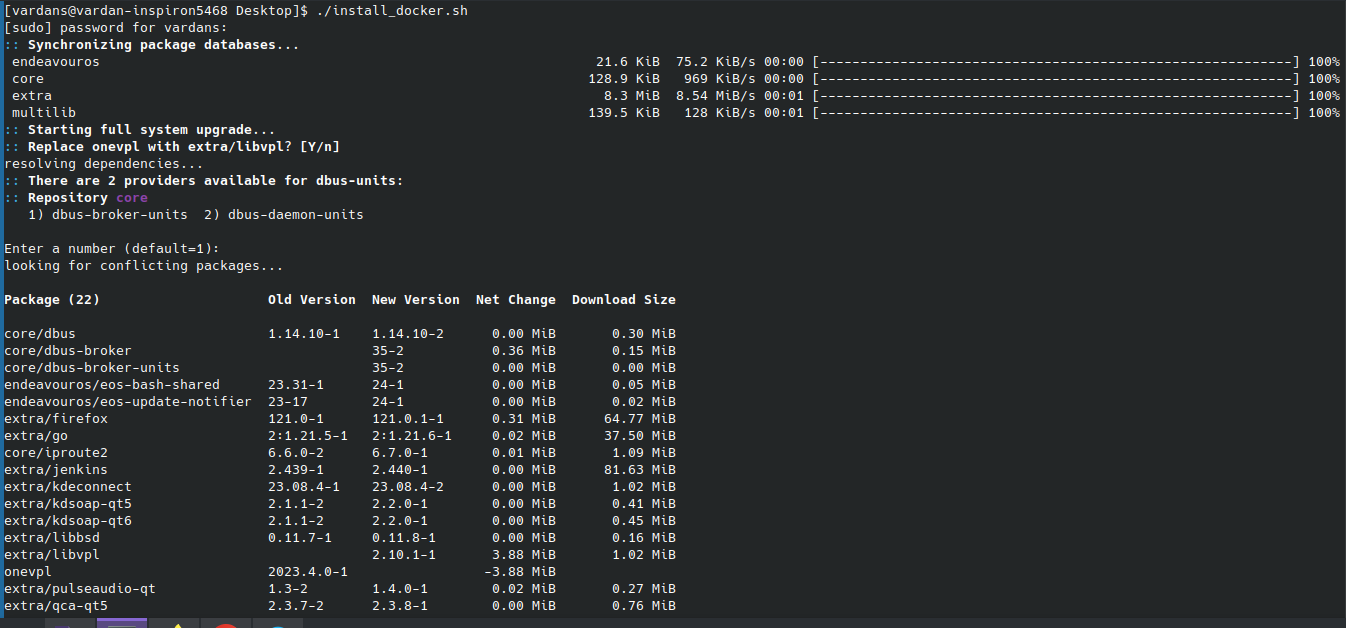 [vardans@vardan-inspiron5468 Desktop]$ ./install_docker.sh
[sudo] password for vardans:
:: Synchronizing package databases...
 endeavouros 21.6 KiB 75.2 KiB/s 00:00 [-----------------------------------------------------------] 100%
 core 128.9 KiB 969 KiB/s 00:00 [-----------------------------------------------------------] 100%
 extra 8.3 MiB 8.54 MiB/s 00:01 [-----------------------------------------------------------] 100%
 multilib 139.5 KiB 128 KiB/s 00:01 [-----------------------------------------------------------] 100%
:: Starting full system upgrade...
:: Replace onevpl with extra/libvpl? [Y/n]
resolving dependencies...
:: There are 2 providers available for dbus-units:
:: Repository core
   1) dbus-broker-units  2) dbus-daemon-units
Enter a number (default=1):
looking for conflicting packages...
Package (22) Old Version New Version Net Change Download Size
core/dbus 1.14.10-1 1.14.10-2 0.00 MiB 0.30 MiB
core/dbus-broker 35-2 0.36 MiB 0.15 MiB
core/dbus-broker-units 35-2 0.00 MiB 0.00 MiB
endeavouros/eos-bash-shared 23.31-1 24-1 0.00 MiB 0.05 MiB
endeavouros/eos-update-notifier 23-17 24-1 0.00 MiB 0.02 MiB
extra/firefox 121.0-1 121.0.1-1 0.31 MiB 64.77 MiB
extra/go 2:1.21.5-1 2:1.21.6-1 0.02 MiB 37.50 MiB
core/iproute2 6.6.0-2 6.7.0-1 0.01 MiB 1.09 MiB
extra/jenkins 2.439-1 2.440-1 0.00 MiB 81.63 MiB
extra/kdeconnect 23.08.4-1 23.08.4-2 0.00 MiB 1.02 MiB
extra/kdsoap-qt5 2.1.1-2 2.2.0-1 0.00 MiB 0.41 MiB
extra/kdsoap-qt6 2.1.1-2 2.2.0-1 0.00 MiB 0.45 MiB
extra/libbsd 0.11.7-1 0.11.8-1 0.00 MiB 0.16 MiB
extra/libvpl 2.10.1-1 3.88 MiB 1.02 MiB
onevpl 2023.4.0-1 -3.88 MiB
extra/pulseaudio-qt 1.3-2 1.4.0-1 0.02 MiB 0.27 MiB
extra/qca-qt5 2.3.7-2 2.3.8-1 0.00 MiB 0.76 MiB